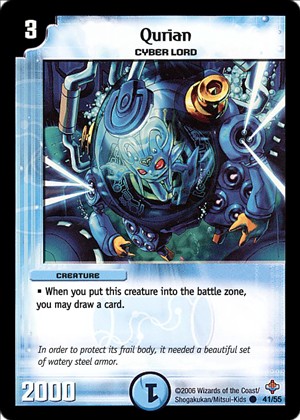 3
Qurian
CYBER LORD
CREATURE
▪ When you put this creature into the battle zone,
you may draw a card.
In order to protect its frail body, it needed a beautiful set
of watery steel armor.
2000
©2006 Wizards of the Coast/
Shogakukan/Mitsui-Kids ● 41/55